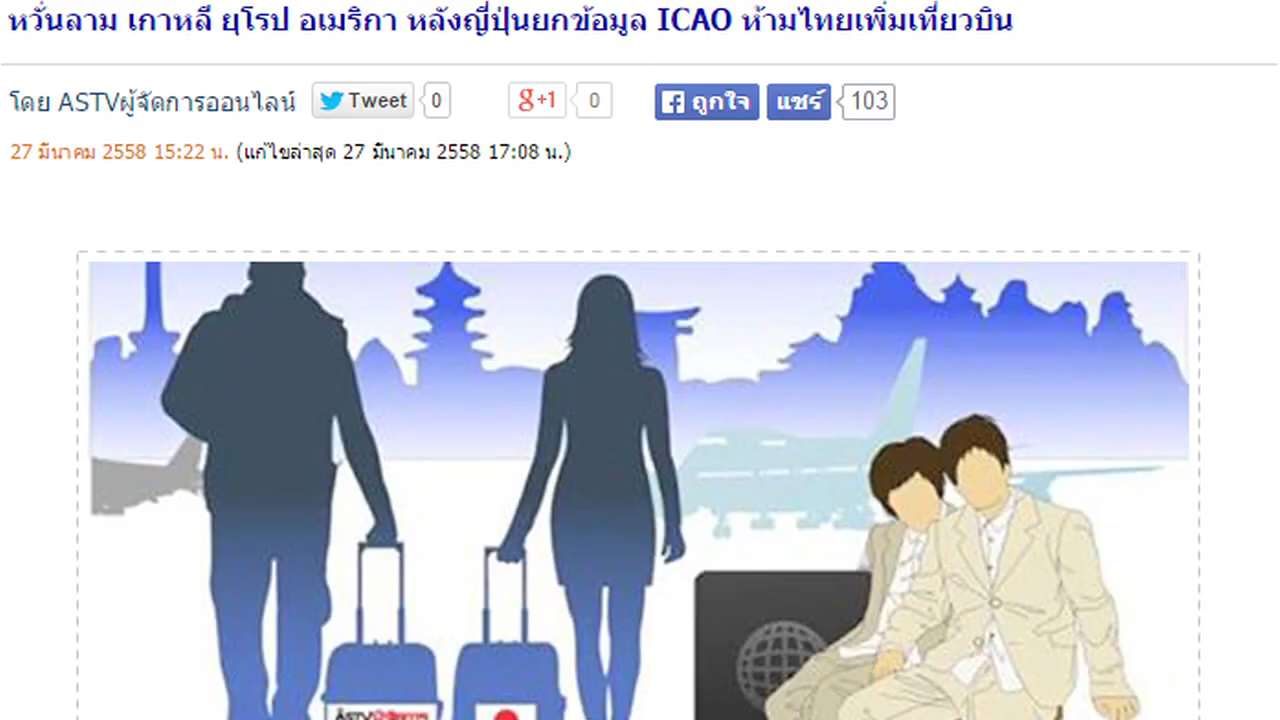 หวั่นลาม เกาหลี ยุโรป อเมริกา หลังญี่ปุ่นยกข้อมูล ICAO ห้ามไทยเพิ่มเที่ยวบิน
โดย ASTVผู้จัดการออนไลน์ Tweet 0 g+1 0 ถูกใจ แชร์ 103
27 มีนาคม 2558 15:22 น. (แก้ไขล่าสุด 27 มีนาคม 2558 17:08 น.)